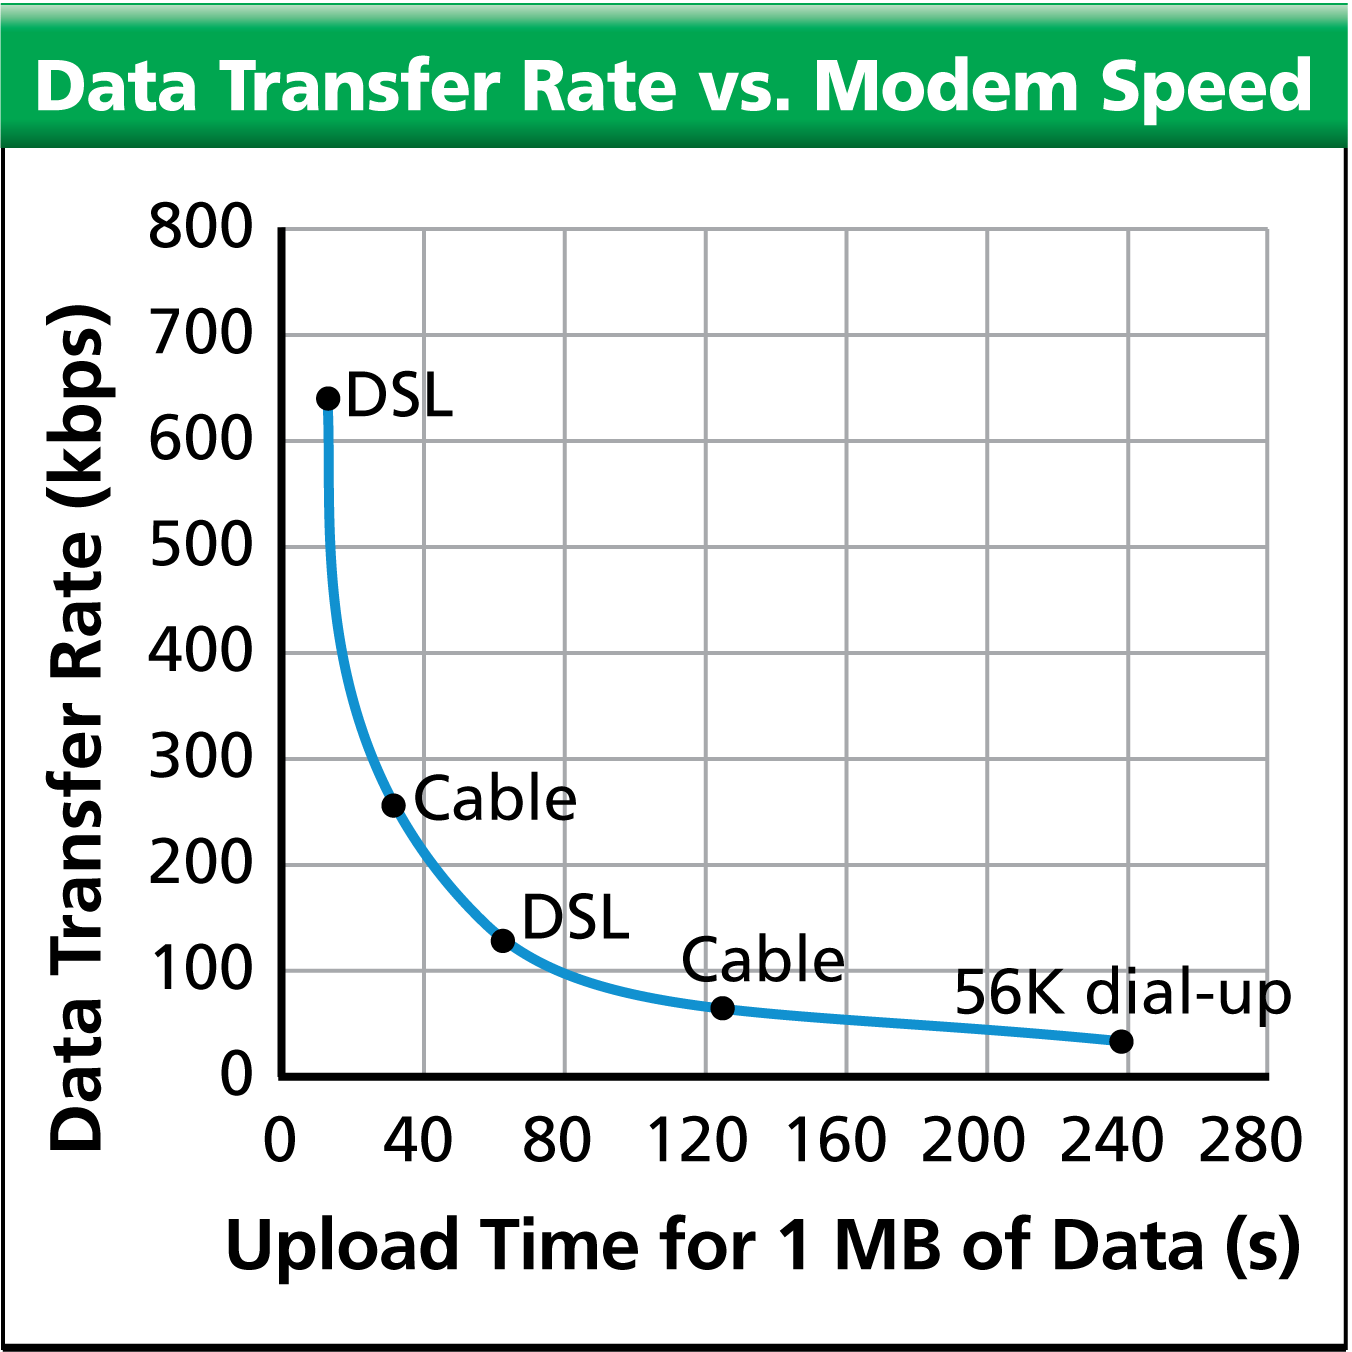 Data Transfer Rate vs. Modem Speed
Data Transfer Rate (kbps)
800
700
600
500
400
300
200
100
0
DSL
Cable
DSL
Cable
56K dial-up
0 40 80 120 160 200 240 280
Upload Time for 1 MB of Data (s)